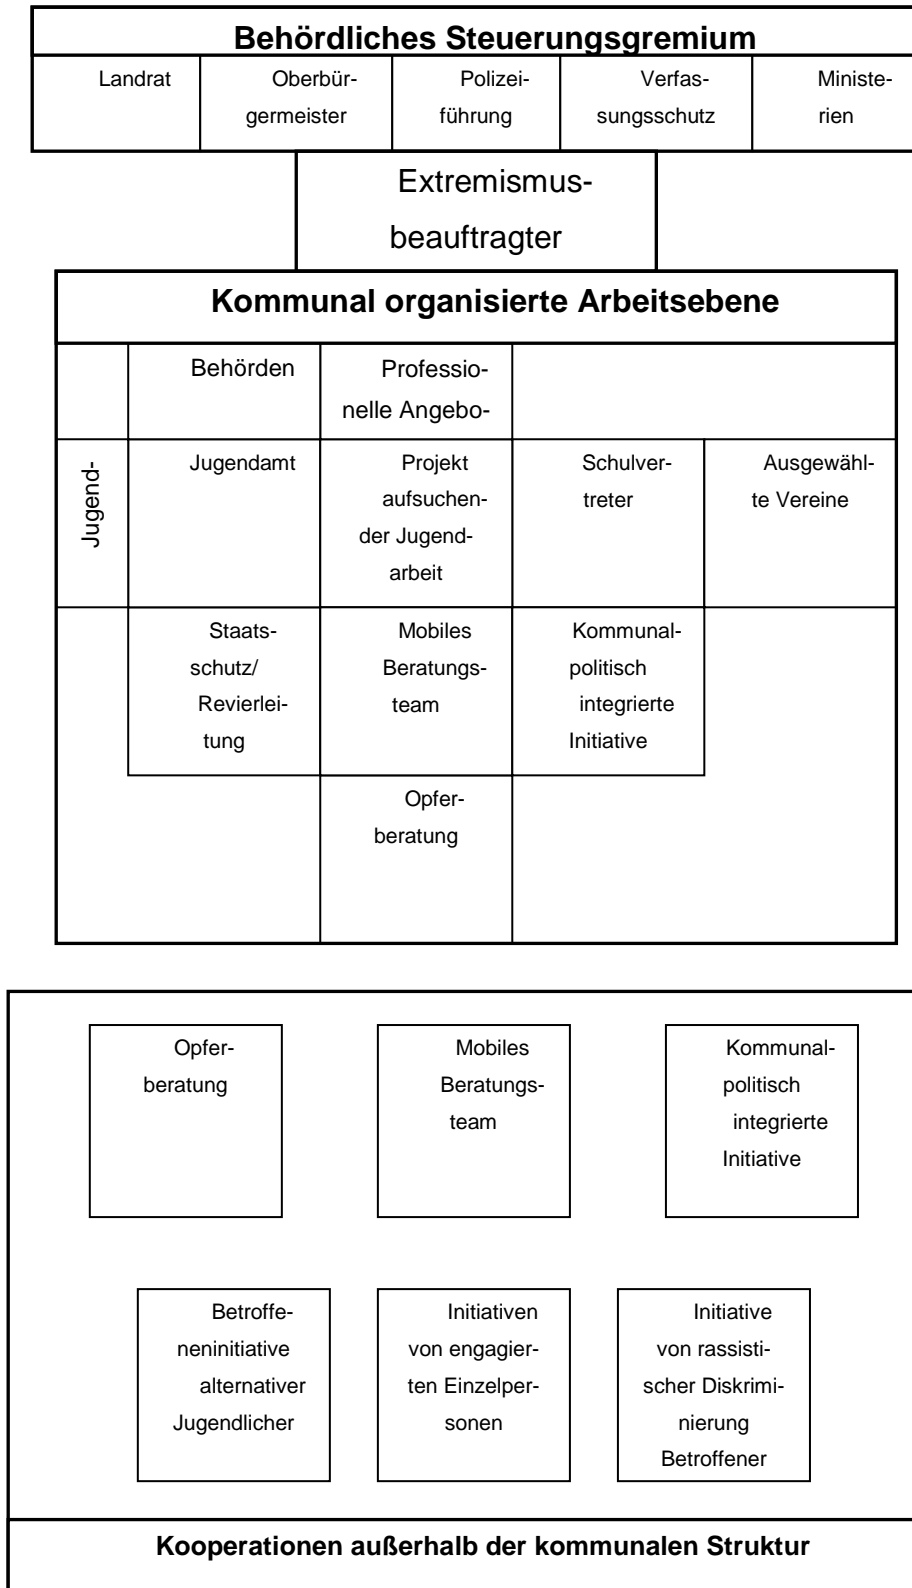 Behördliches Steuerungsgremium
Landrat
Oberbür-
germeister
Polizei-
führung
Verfas-
sungsschutz
Ministe-
rien
Extremismus-
beauftragter
Kommunal organisierte Arbeitsebene
Behörden
Professio-
nelle Angebo-
Jugend-
Jugendamt
Projekt
aufsuchen-
der Jugend-
arbeit
Schulver-
treter
Ausgewähl-
te Vereine
Staats-
schutz/
Revierlei-
tung
Mobiles
Beratungs-
team
Kommunal-
politisch
integrierte
Initiative
Opfer-
beratung
Opfer-
beratung
Mobiles
Beratungs-
team
Kommunal-
politisch
integrierte
Initiative
Betroffe-
neninitiative
alternativer
Jugendlicher
Initiativen
von engagier-
ten Einzelper-
sonen
Initiative
von rassisti-
scher Diskrimi-
nierung
Betroffener
Kooperationen außerhalb der kommunalen Struktur